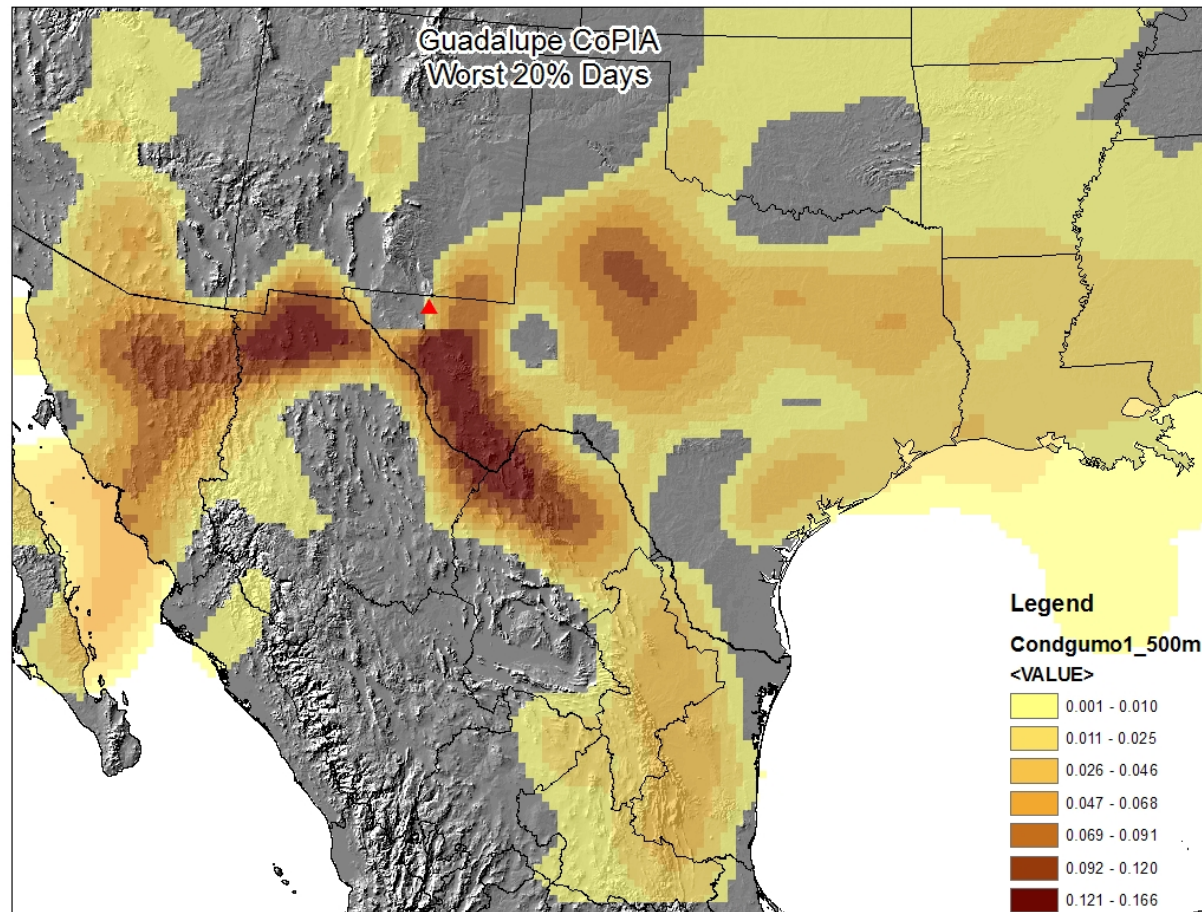 Guadalupe CoPIA
Worst 20% Days
Legend
Condgumo1_500m
<VALUE>
0.001 - 0.010
0.011 - 0.025
0.026 - 0.046
0.047 - 0.068
0.069 - 0.091
0.092 - 0.120
0.121 - 0.166